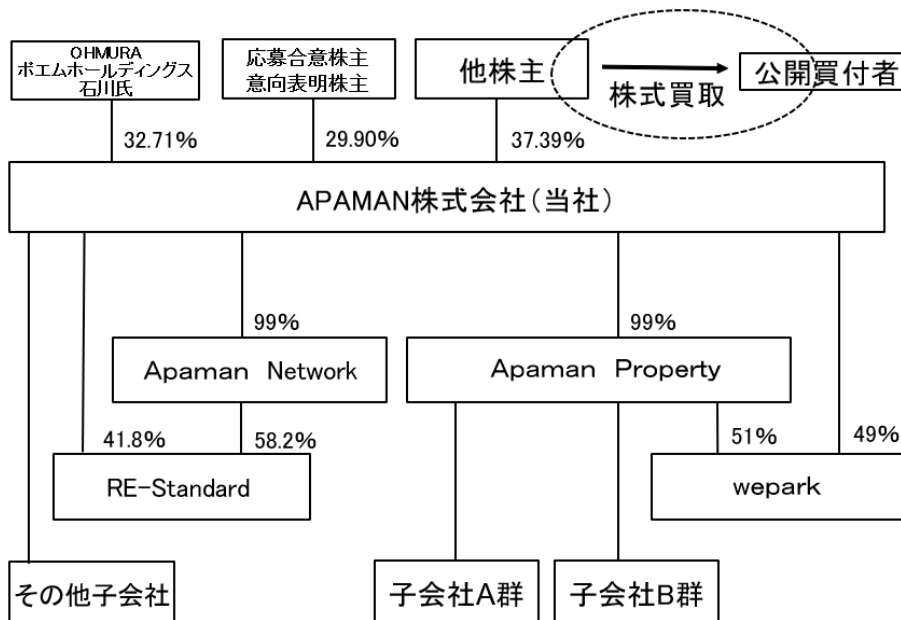 OHMURA
ポエムホールディングス
石川氏
応募合意株主
意向表明株主
他株主
株式買取
公開買付者
32.71%
29.90%
37.39%
APAMAN株式会社(当社)
99%
99%
Apaman Network
Apaman Property
41.8%
58.2%
51%
49%
RE-Standard
wepark
その他子会社
子会社A群
子会社B群